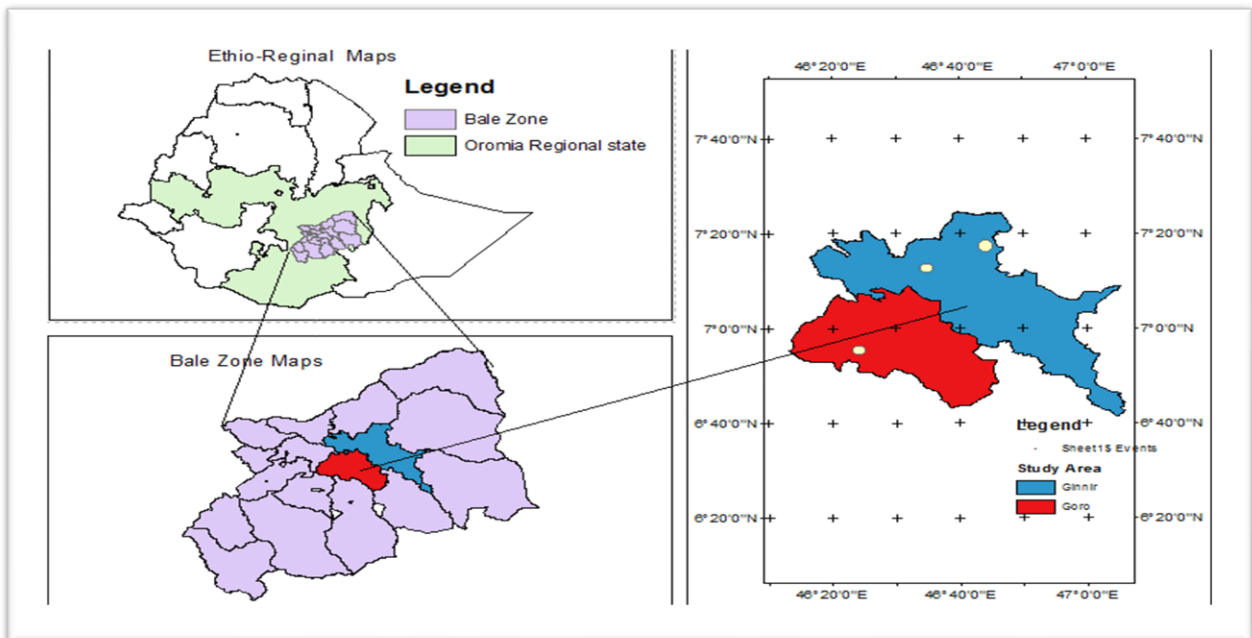 Ethio-Reginal Maps
Legend
Bale Zone
Oromia Regional state
Bale Zone Maps
46°20'0"E 46°40'0"E 47°0'0"E
7°40'0"N 7°40'0"N
7°20'0"N 7°20'0"N
7°0'0"N 7°0'0"N
6°40'0"N 6°40'0"N
Legend
Sheet1$ Events
Study Area
Ginnir
Goro
6°20'0"N 6°20'0"N
46°20'0"E 46°40'0"E 47°0'0"E